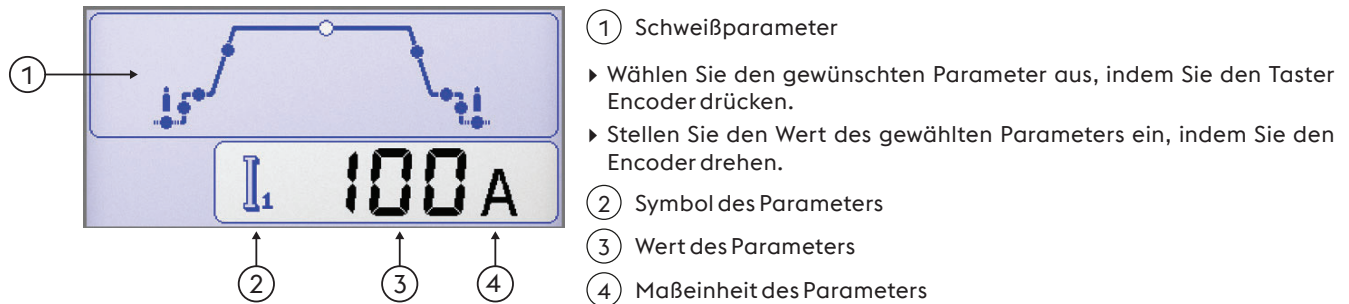 1 Schweißparameter
1
▸ Wählen Sie den gewünschten Parameter aus, indem Sie den Taster
Encoder drücken.
▸ Stellen Sie den Wert des gewählten Parameters ein, indem Sie den
Encoder drehen.
I1 100 A
2 Symbol des Parameters
3 Wert des Parameters
2 3 4
4 Maßeinheit des Parameters